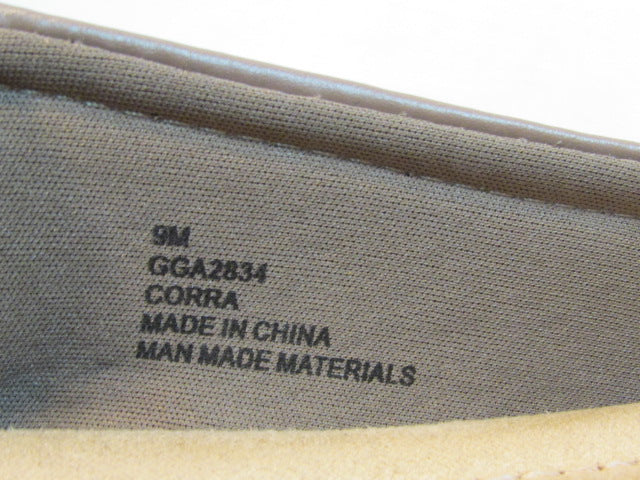 9M
GGA2834
CORRA
MADE IN CHINA
MAN MADE MATERIALS